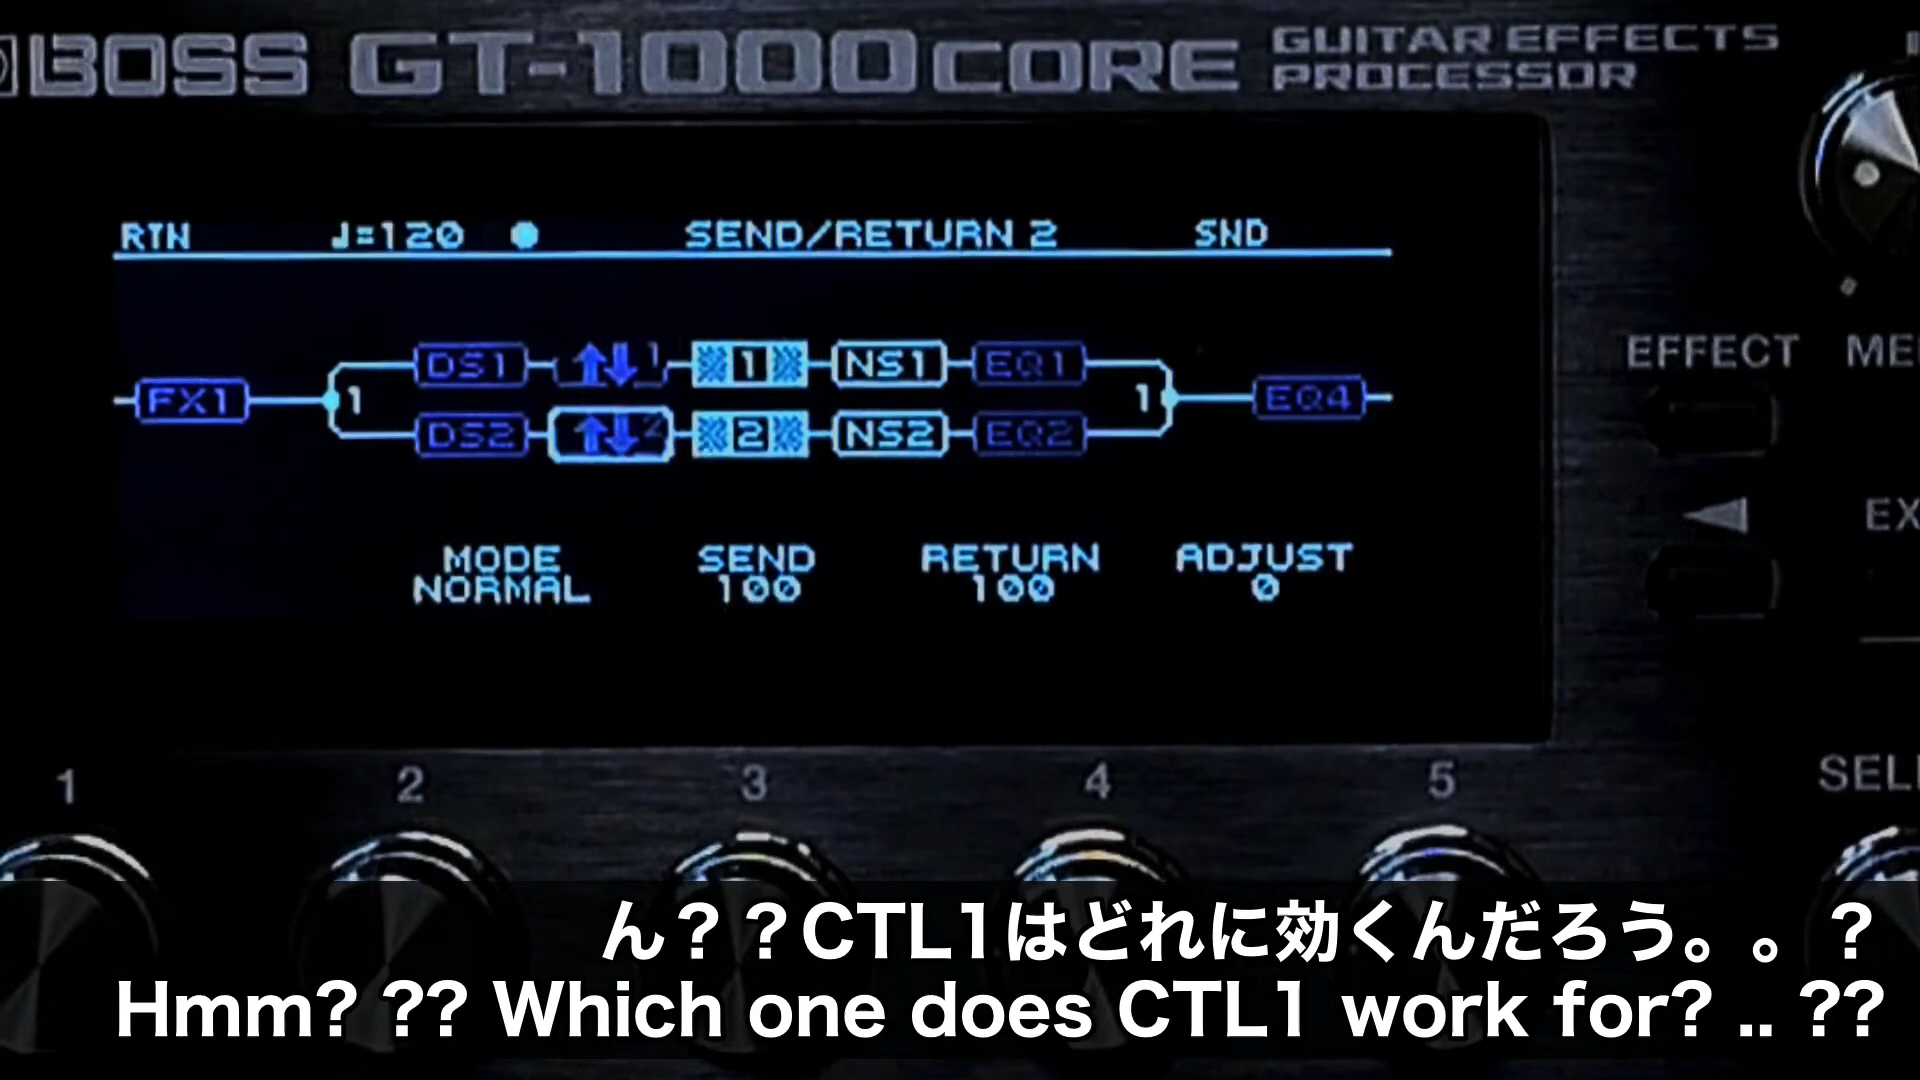 BOSS GT-1000CORE GUITAR EFFECTS
PROCESSOR
RTN ♩=120 SEND/RETURN 2 SND
DS1 1 1 NS1 EQ1
FX1 1 1 EQ4
DS2 2 2 NS2 EQ2
MODE SEND RETURN ADJUST
NORMAL 100 100 0
EFFECT
1 2 3 4 5
ん？？CTL1はどれに効くんだろう。。？
Hmm? ?? Which one does CTL1 work for? .. ??